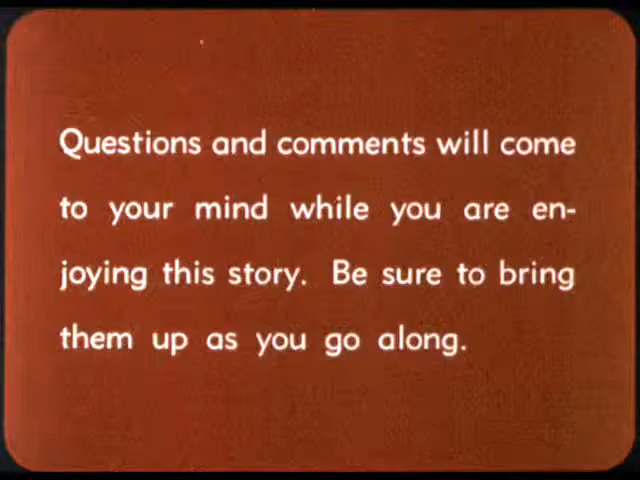 Questions and comments will come
to your mind while you are en-
joying this story. Be sure to bring
them up as you go along.